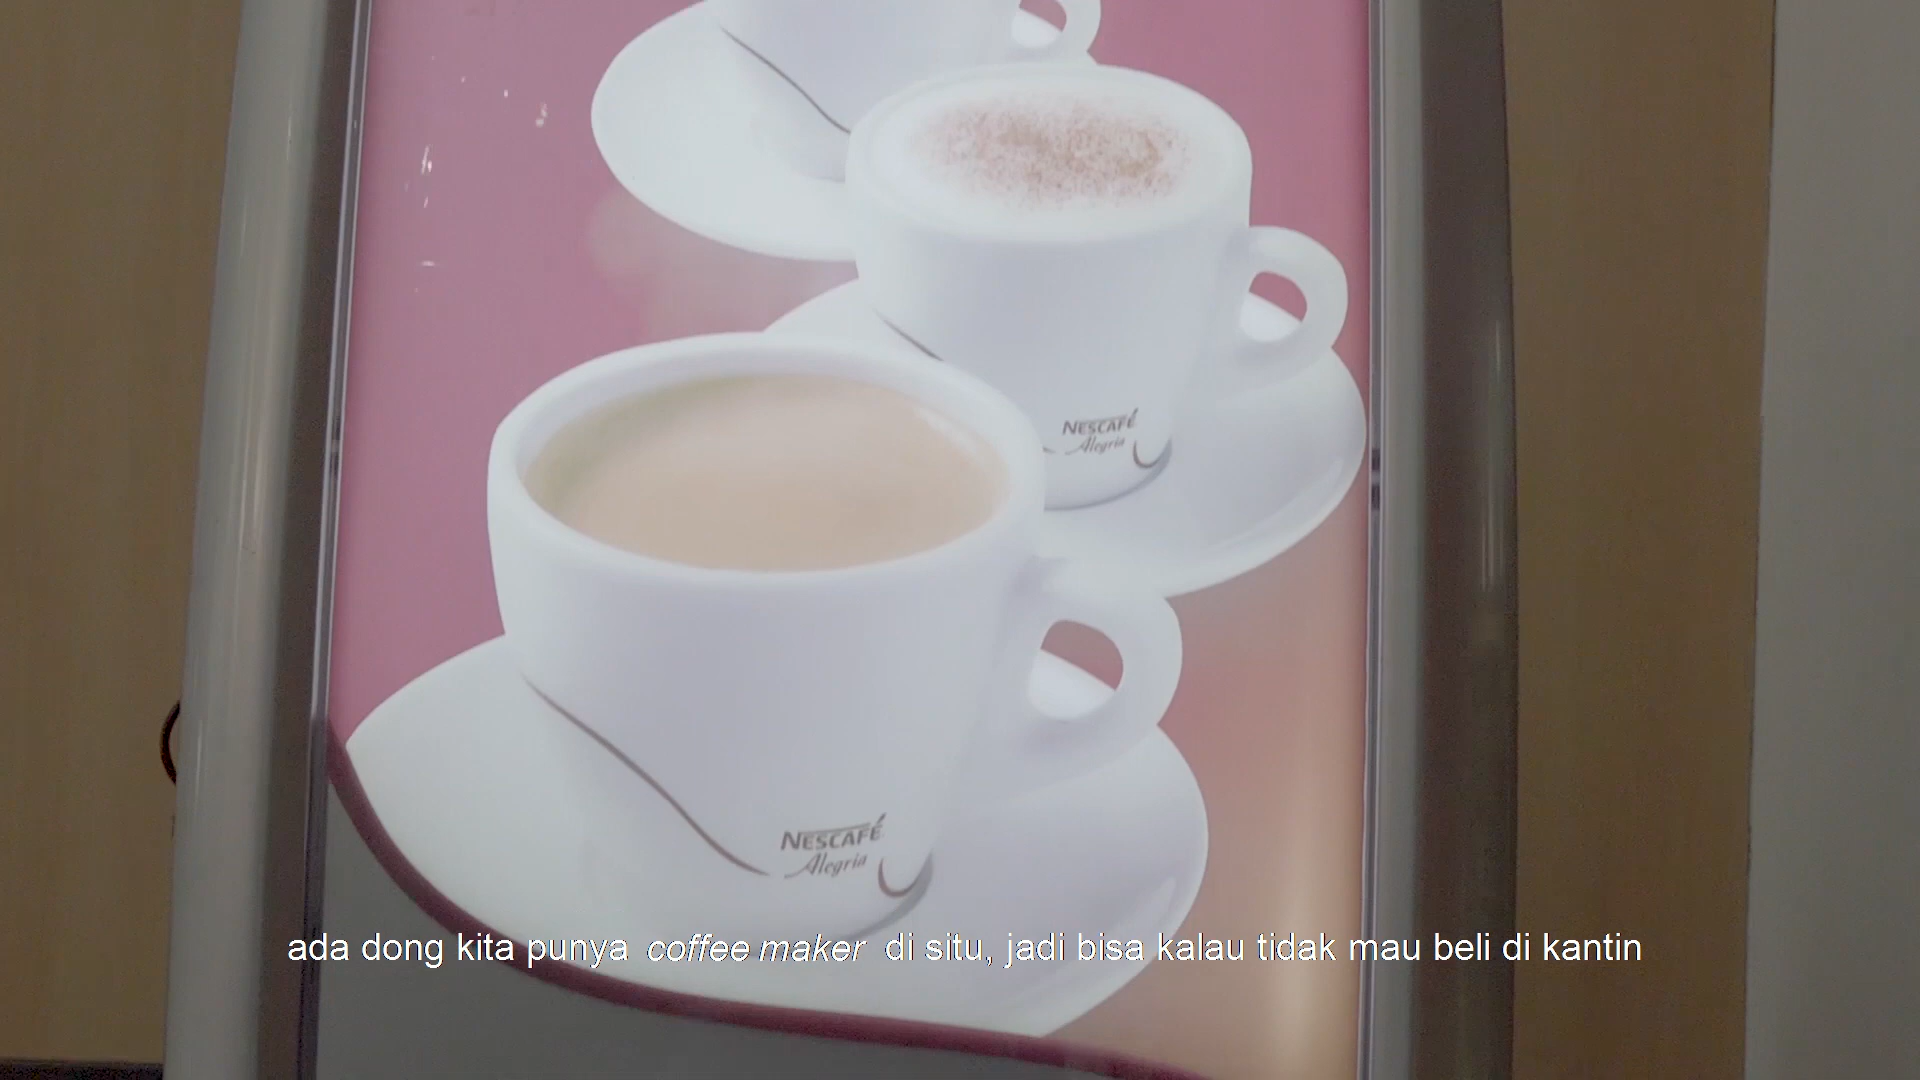 NESCAFÉ
Alegria
NESCAFÉ
Alegria
ada dong kita punya coffee maker di situ, jadi bisa kalau tidak mau beli di kantin